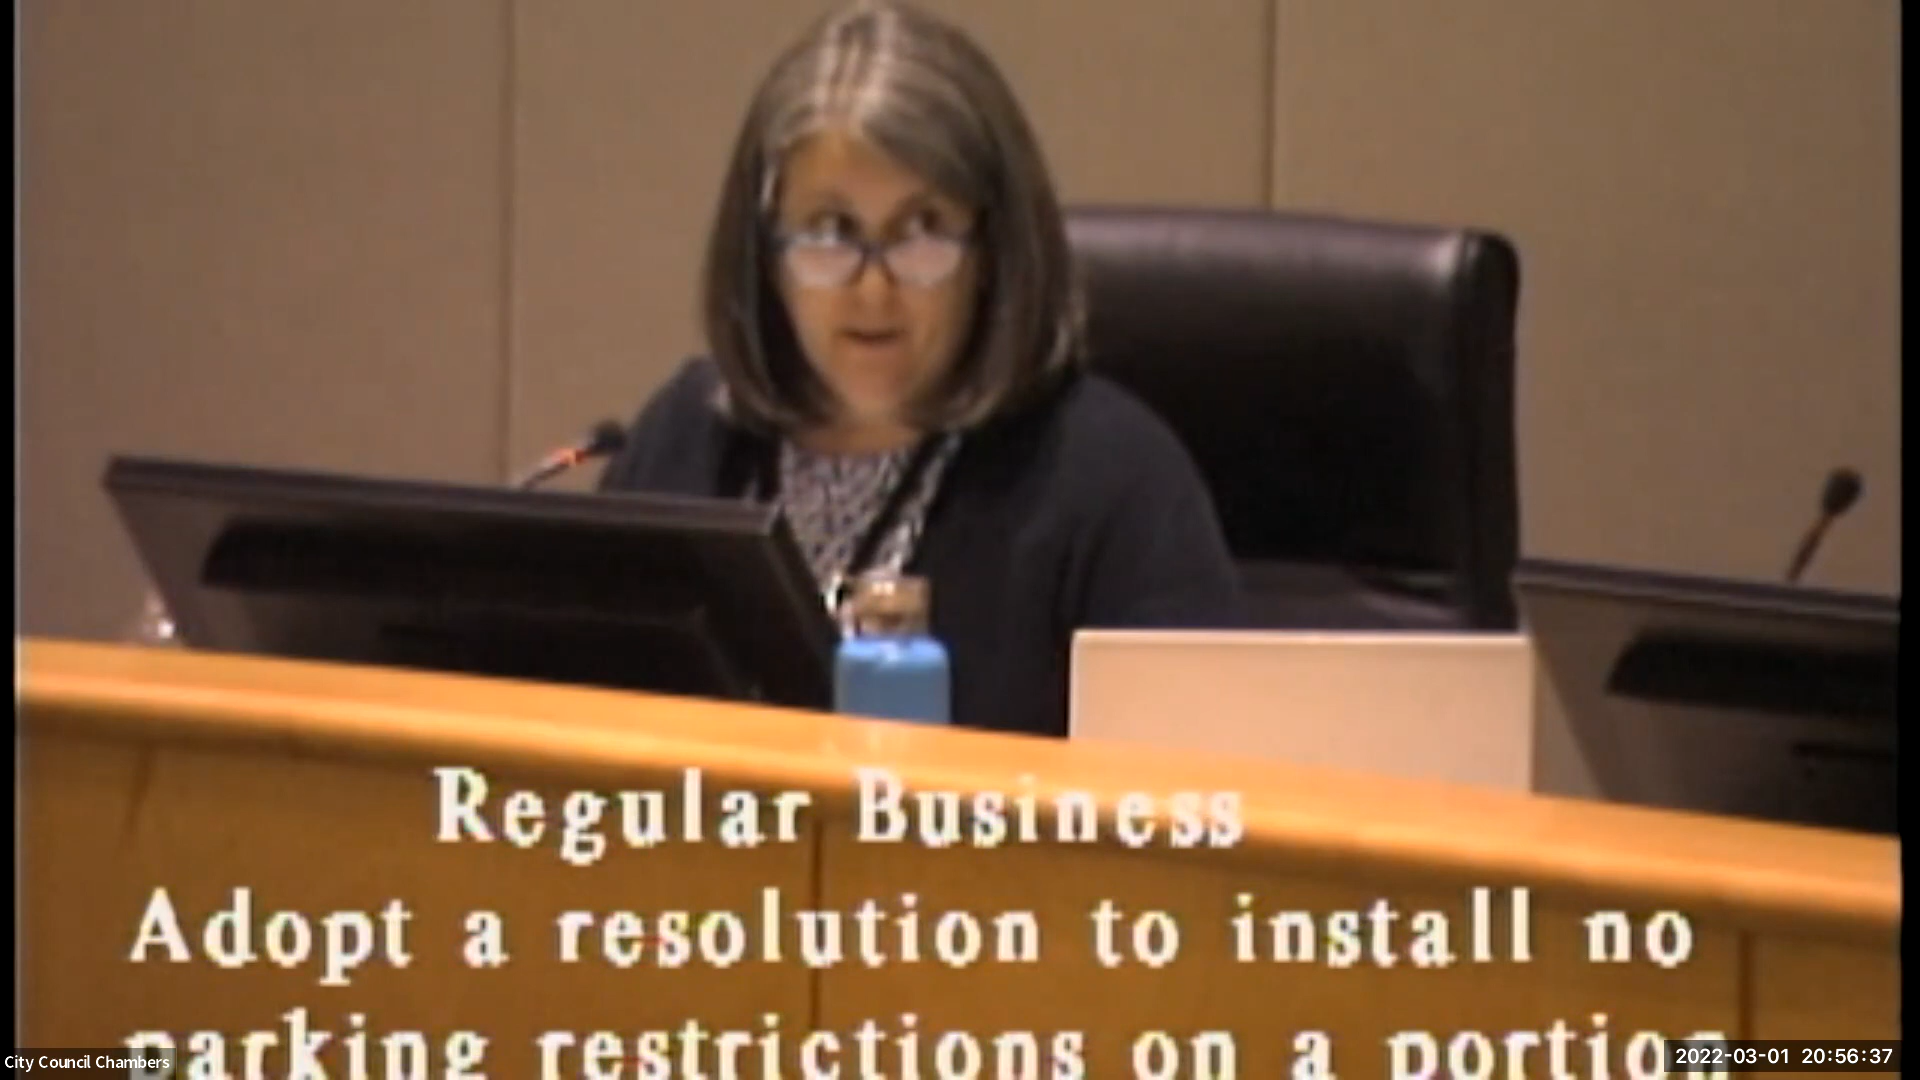 Regular Business
Adopt a resolution to install no
parking restrictions on a portion
City Council Chambers
2022-03-01 20:56:37